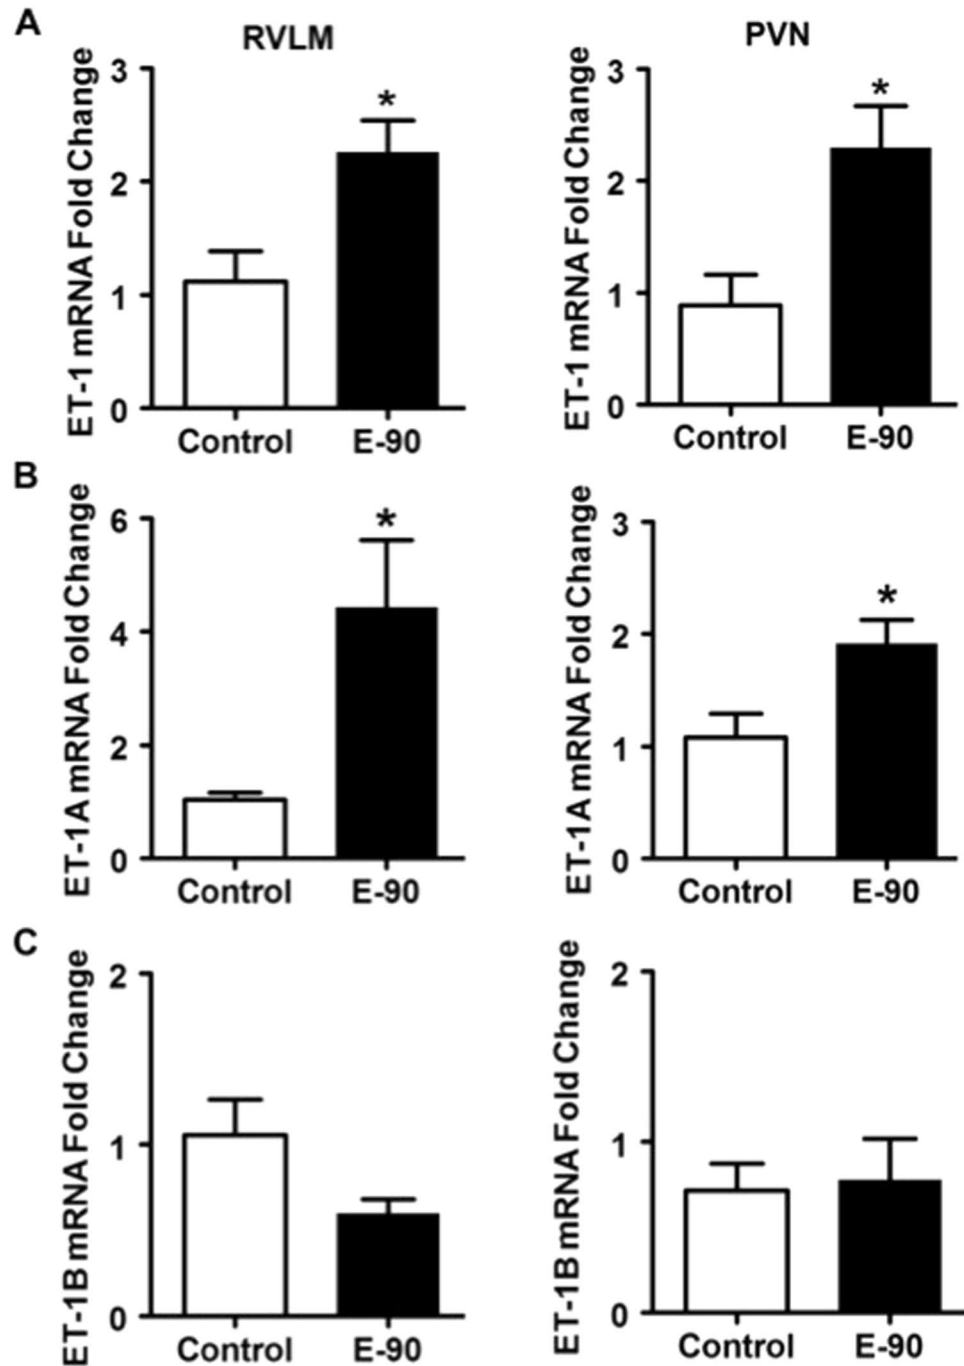 A
RVLM
PVN
ET-1 mRNA Fold Change
3
2
1
0
*
Control
E-90
ET-1 mRNA Fold Change
3
2
1
0
*
Control
E-90
B
ET-1A mRNA Fold Change
6
4
2
0
*
Control
E-90
ET-1A mRNA Fold Change
3
2
1
0
*
Control
E-90
C
ET-1B mRNA Fold Change
2
1
0
Control
E-90
ET-1B mRNA Fold Change
2
1
0
Control
E-90